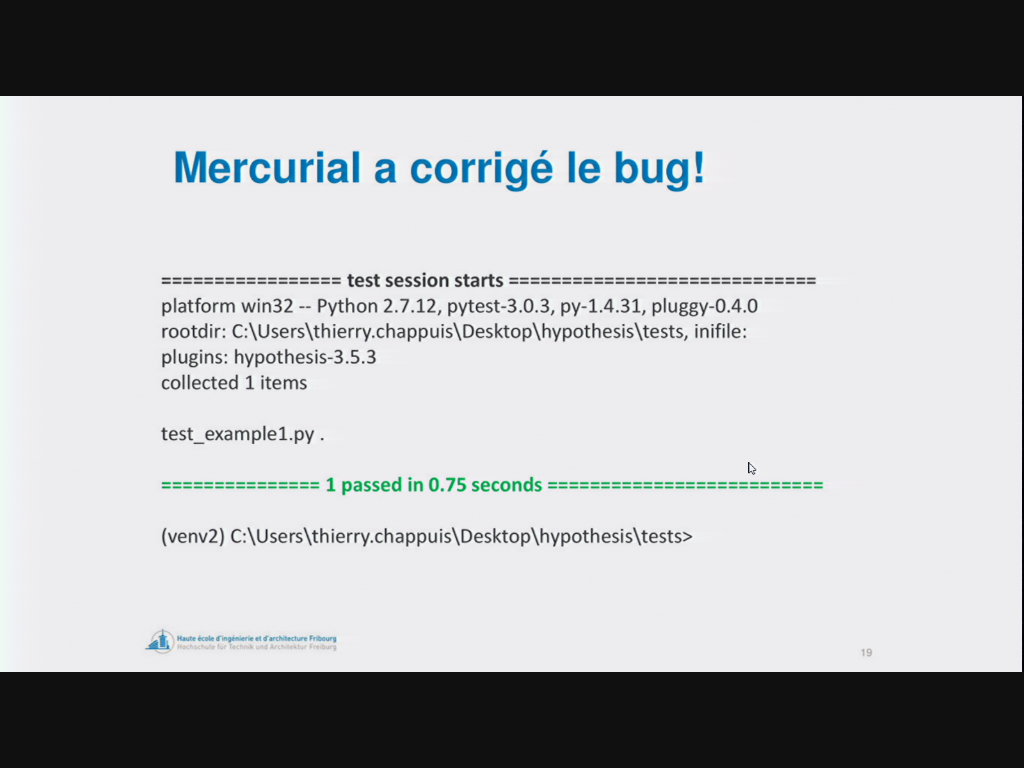 Mercurial a corrigé le bug!
================= test session starts =============================
platform win32 -- Python 2.7.12, pytest-3.0.3, py-1.4.31, pluggy-0.4.0
rootdir: C:\Users\thierry.chappuis\Desktop\hypothesis\tests, inifile:
plugins: hypothesis-3.5.3
collected 1 items
test_example1.py .
=============== 1 passed in 0.75 seconds ==========================
(venv2) C:\Users\thierry.chappuis\Desktop\hypothesis\tests>
Haute école d'ingénierie et d'architecture Fribourg
Hochschule für Technik und Architektur Freiburg
19